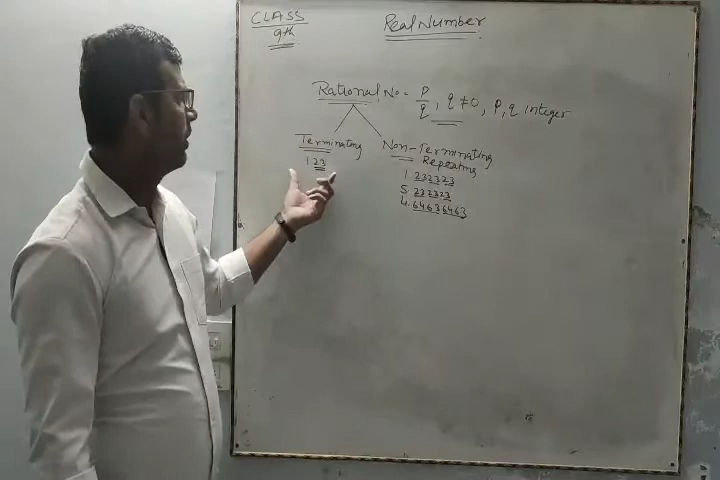 CLASS
9th
Real Number
Rational No - p/q, q ≠ 0, p, q integer
Terminating
1.23
Non-Terminating
Repeating
1.232323
5.232323
4.64636463